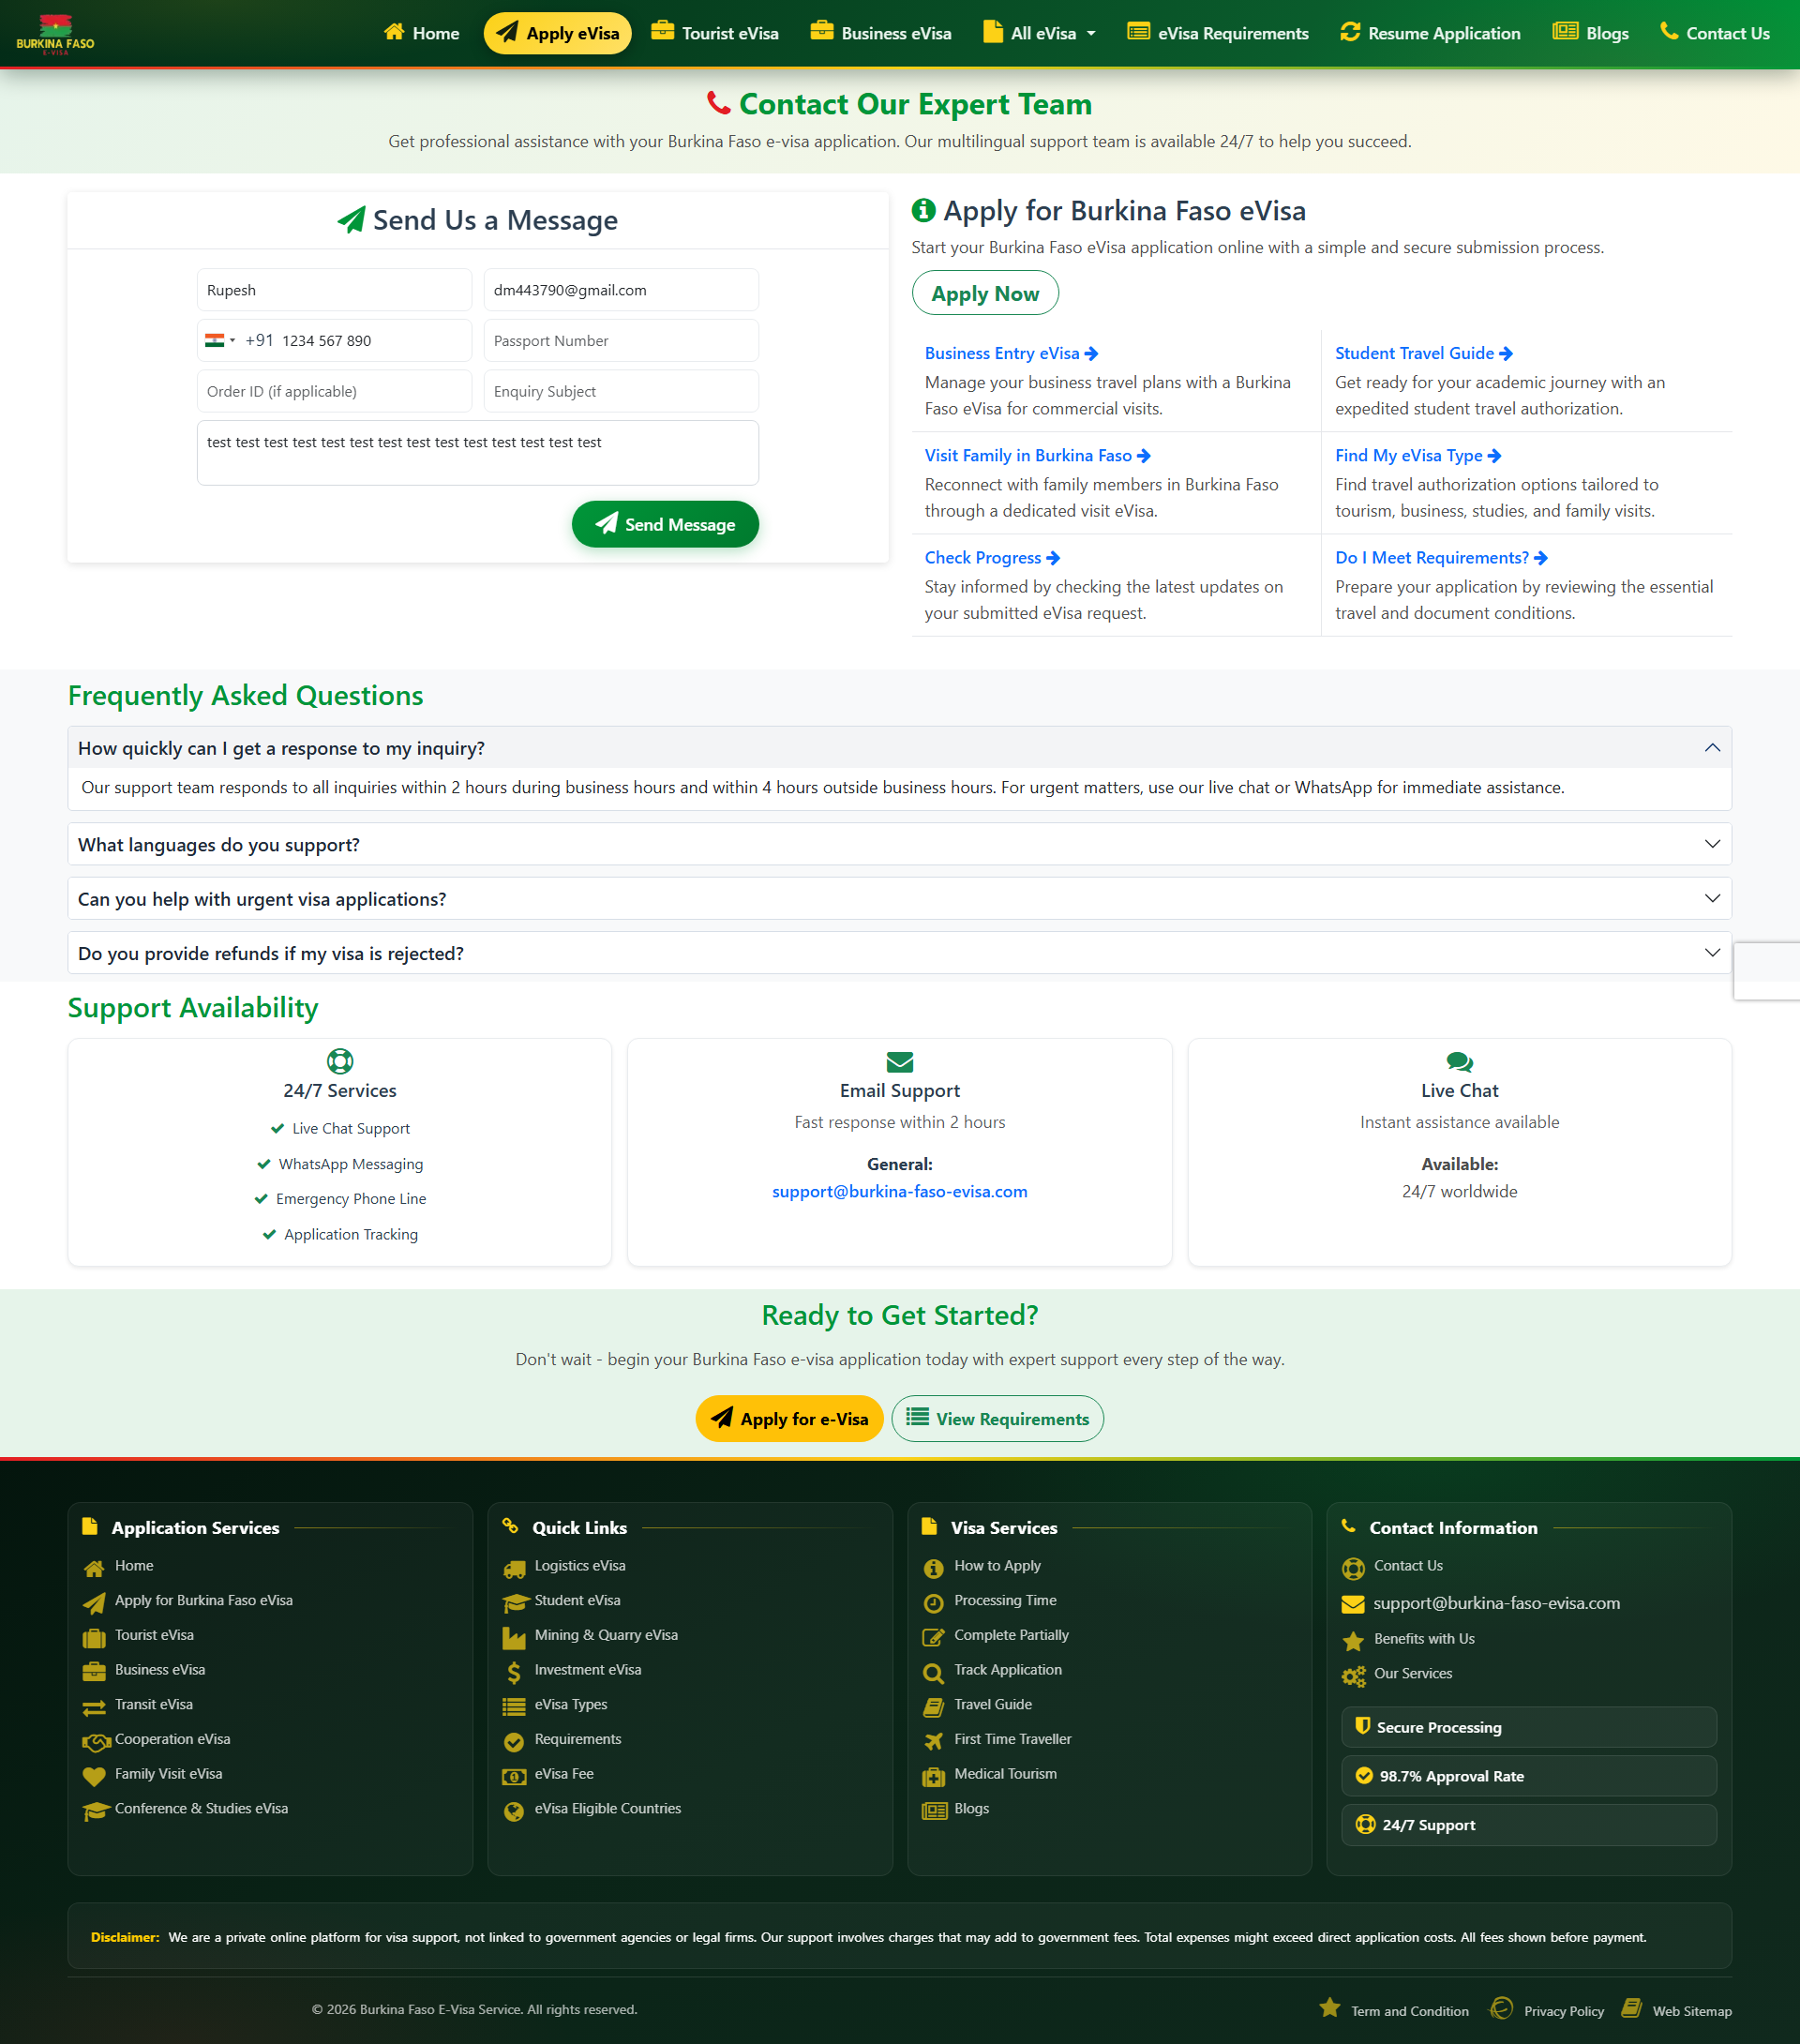 BURKINA FASO
E-VISA
Home
Apply eVisa
Tourist eVisa
Business eVisa
All eVisa
eVisa Requirements
Resume Application
Blogs
Contact Us
Contact Our Expert Team
Get professional assistance with your Burkina Faso e-visa application. Our multilingual support team is available 24/7 to help you succeed.
Send Us a Message
Rupesh
dm443790@gmail.com
+91 1234 567 890
Passport Number
Order ID (if applicable)
Enquiry Subject
test test test test test test test test test test test test test test
Send Message
Apply for Burkina Faso eVisa
Start your Burkina Faso eVisa application online with a simple and secure submission process.
Apply Now
Business Entry eVisa
Manage your business travel plans with a Burkina
Faso eVisa for commercial visits.
Student Travel Guide
Get ready for your academic journey with an
expedited student travel authorization.
Visit Family in Burkina Faso
Reconnect with family members in Burkina Faso
through a dedicated visit eVisa.
Find My eVisa Type
Find travel authorization options tailored to
tourism, business, studies, and family visits.
Check Progress
Stay informed by checking the latest updates on
your submitted eVisa request.
Do I Meet Requirements?
Prepare your application by reviewing the essential
travel and document conditions.
Frequently Asked Questions
How quickly can I get a response to my inquiry?
Our support team responds to all inquiries within 2 hours during business hours and within 4 hours outside business hours. For urgent matters, use our live chat or WhatsApp for immediate assistance.
What languages do you support?
Can you help with urgent visa applications?
Do you provide refunds if my visa is rejected?
Support Availability
24/7 Services
Live Chat Support
WhatsApp Messaging
Emergency Phone Line
Application Tracking
Email Support
Fast response within 2 hours
General:
support@burkina-faso-evisa.com
Live Chat
Instant assistance available
Available:
24/7 worldwide
Ready to Get Started?
Don't wait - begin your Burkina Faso e-visa application today with expert support every step of the way.
Apply for e-Visa
View Requirements
Application Services
Home
Apply for Burkina Faso eVisa
Tourist eVisa
Business eVisa
Transit eVisa
Cooperation eVisa
Family Visit eVisa
Conference & Studies eVisa
Quick Links
Logistics eVisa
Student eVisa
Mining & Quarry eVisa
Investment eVisa
eVisa Types
Requirements
eVisa Fee
eVisa Eligible Countries
Visa Services
How to Apply
Processing Time
Complete Partially
Track Application
Travel Guide
First Time Traveller
Medical Tourism
Blogs
Contact Information
Contact Us
support@burkina-faso-evisa.com
Benefits with Us
Our Services
Secure Processing
98.7% Approval Rate
24/7 Support
Disclaimer: We are a private online platform for visa support, not linked to government agencies or legal firms. Our support involves charges that may add to government fees. Total expenses might exceed direct application costs. All fees shown before payment.
© 2026 Burkina Faso E-Visa Service. All rights reserved.
Term and Condition
Privacy Policy
Web Sitemap